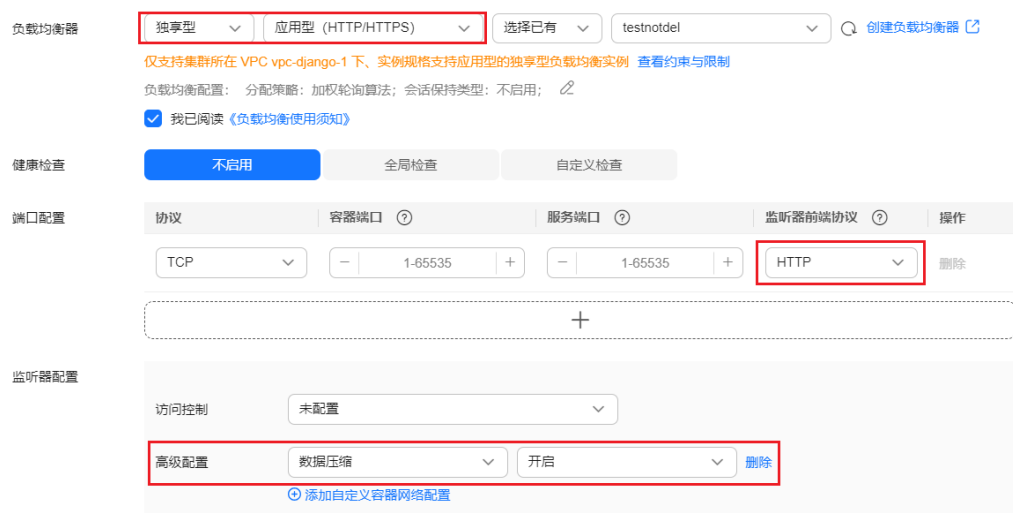 负载均衡器 独享型 应用型（HTTP/HTTPS） 选择已有 testnotdel 创建负载均衡器
仅支持集群所在 VPC vpc-django-1 下、实例规格支持应用型的独享型负载均衡实例 查看约束与限制
负载均衡配置： 分配策略：加权轮询算法；会话保持类型：不启用；
我已阅读《负载均衡使用须知》
健康检查 不启用 全局检查 自定义检查
端口配置 协议 容器端口 ? 服务端口 ? 监听器前端协议 ? 操作
TCP − 1-65535 + − 1-65535 + HTTP 删除
+
监听器配置
访问控制 未配置
高级配置 数据压缩 开启 删除
添加自定义容器网络配置